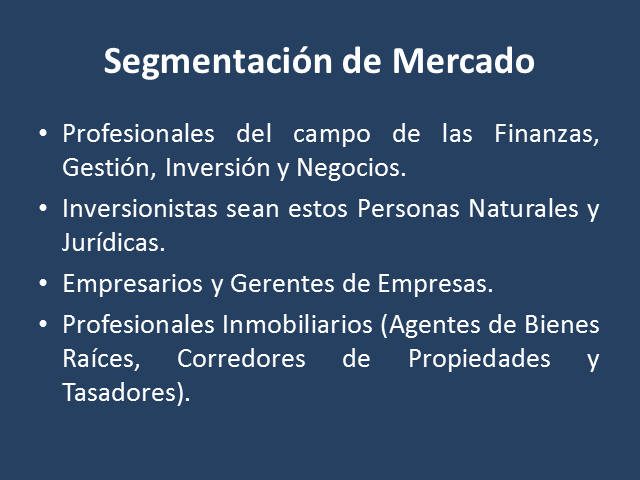 Segmentación de Mercado
• Profesionales del campo de las Finanzas,
Gestión, Inversión y Negocios.
• Inversionistas sean estos Personas Naturales y
Jurídicas.
• Empresarios y Gerentes de Empresas.
• Profesionales Inmobiliarios (Agentes de Bienes
Raíces, Corredores de Propiedades y
Tasadores).